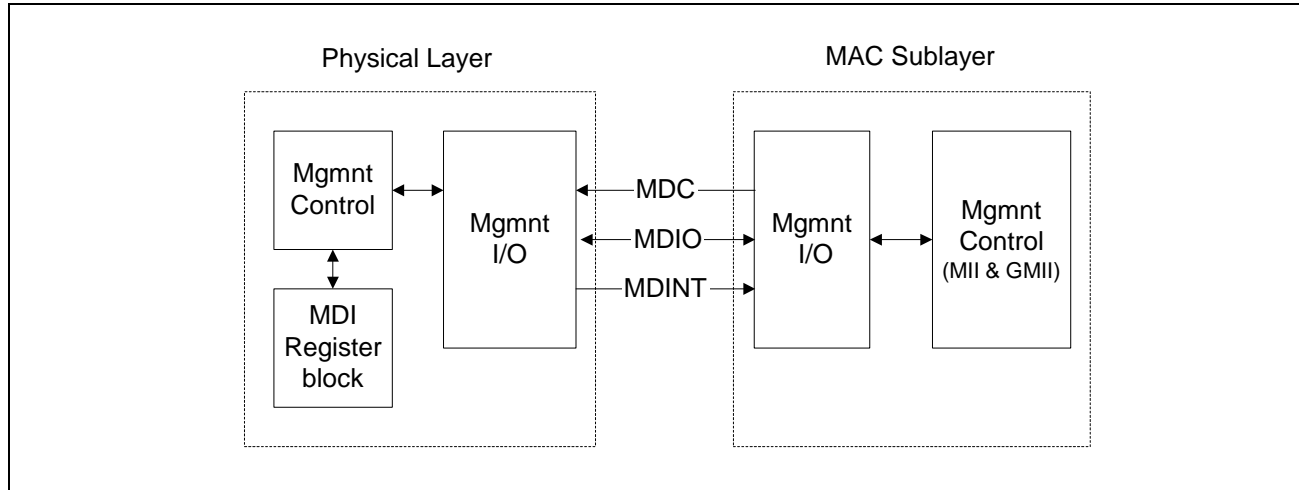 Physical Layer
MAC Sublayer
Mgmnt
Control
Mgmnt
I/O
MDI
Register
block
MDC
MDIO
MDINT
Mgmnt
I/O
Mgmnt
Control
(MII & GMII)